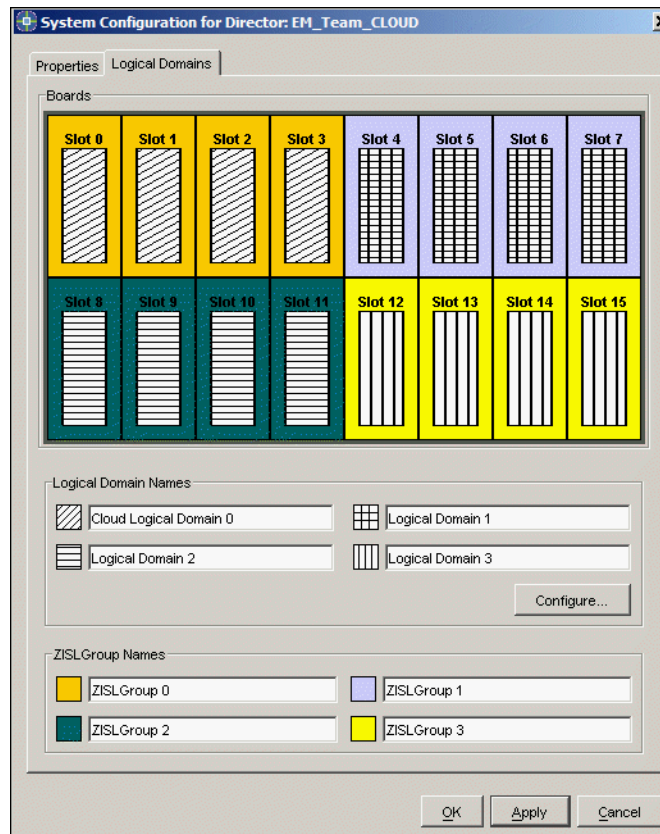 System Configuration for Director: EM_Team_CLOUD
Properties Logical Domains
Boards
Slot 0 Slot 1 Slot 2 Slot 3 Slot 4 Slot 5 Slot 6 Slot 7
Slot 8 Slot 9 Slot 10 Slot 11 Slot 12 Slot 13 Slot 14 Slot 15
Logical Domain Names
Cloud Logical Domain 0 Logical Domain 1
Logical Domain 2 Logical Domain 3
Configure...
ZISLGroup Names
ZISLGroup 0 ZISLGroup 1
ZISLGroup 2 ZISLGroup 3
OK Apply Cancel